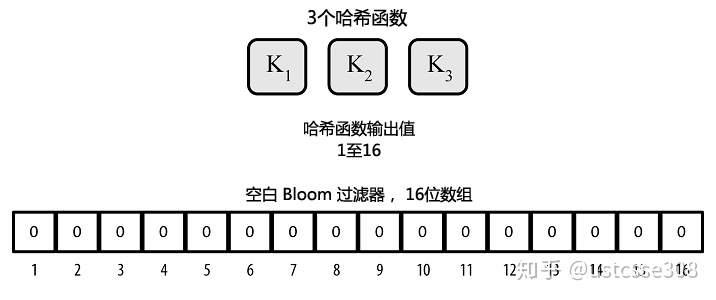 3个哈希函数
K1 K2 K3
哈希函数输出值
1至16
空白 Bloom 过滤器， 16位数组
0 0 0 0 0 0 0 0 0 0 0 0 0 0 0 0
1 2 3 4 5 6 7 8 9 10 11 12 13 14 15 16
知乎 @ustcsse308